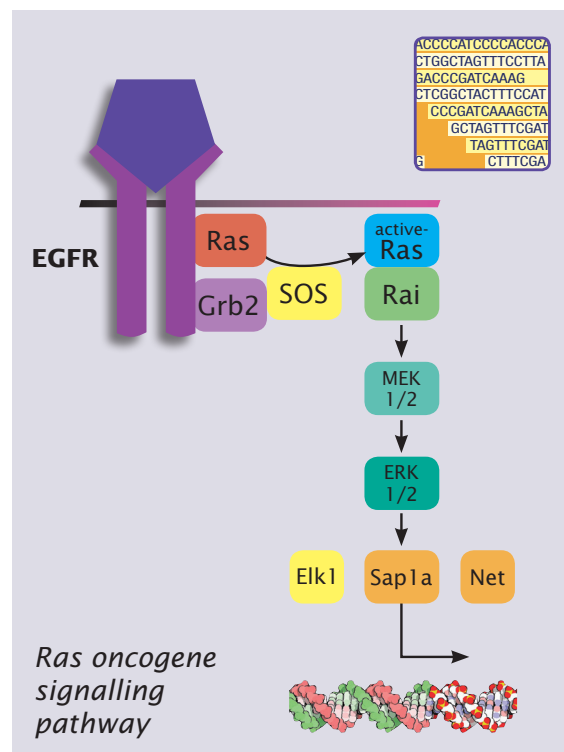 ACCCCATCCCCACCCA
CTGGCTAGTTTCCTTA
GACCCGATCAAAG
CTCGGCTACTTTCCAT
CCCGATCAAAGCTA
GCTAGTTTCGAT
TAGTTTCGAT
G CTTTCGA
EGFR
Ras
active-
Ras
Grb2
SOS
Rai
MEK
1/2
ERK
1/2
Elk1
Sap1a
Net
Ras oncogene
signalling
pathway